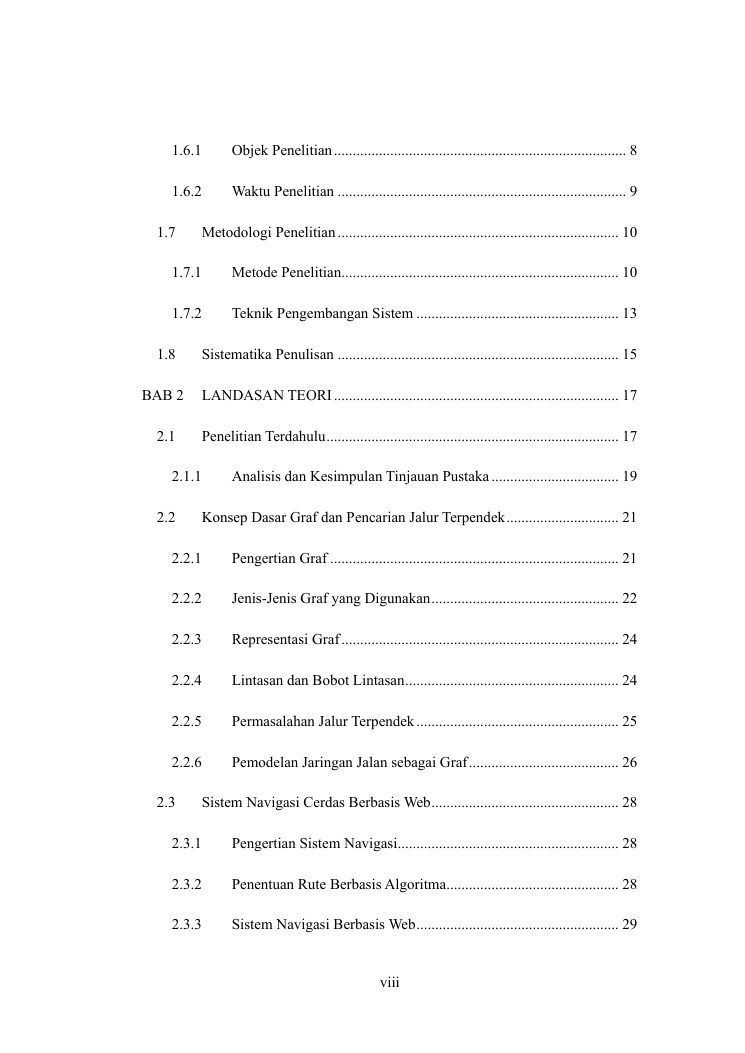 1.6.1 Objek Penelitian .............................................................................. 8
1.6.2 Waktu Penelitian ............................................................................. 9
1.7 Metodologi Penelitian ........................................................................... 10
1.7.1 Metode Penelitian.......................................................................... 10
1.7.2 Teknik Pengembangan Sistem ...................................................... 13
1.8 Sistematika Penulisan ........................................................................... 15
BAB 2 LANDASAN TEORI ............................................................................ 17
2.1 Penelitian Terdahulu.............................................................................. 17
2.1.1 Analisis dan Kesimpulan Tinjauan Pustaka .................................. 19
2.2 Konsep Dasar Graf dan Pencarian Jalur Terpendek.............................. 21
2.2.1 Pengertian Graf ............................................................................. 21
2.2.2 Jenis-Jenis Graf yang Digunakan.................................................. 22
2.2.3 Representasi Graf .......................................................................... 24
2.2.4 Lintasan dan Bobot Lintasan......................................................... 24
2.2.5 Permasalahan Jalur Terpendek ...................................................... 25
2.2.6 Pemodelan Jaringan Jalan sebagai Graf........................................ 26
2.3 Sistem Navigasi Cerdas Berbasis Web.................................................. 28
2.3.1 Pengertian Sistem Navigasi........................................................... 28
2.3.2 Penentuan Rute Berbasis Algoritma.............................................. 28
2.3.3 Sistem Navigasi Berbasis Web...................................................... 29
viii